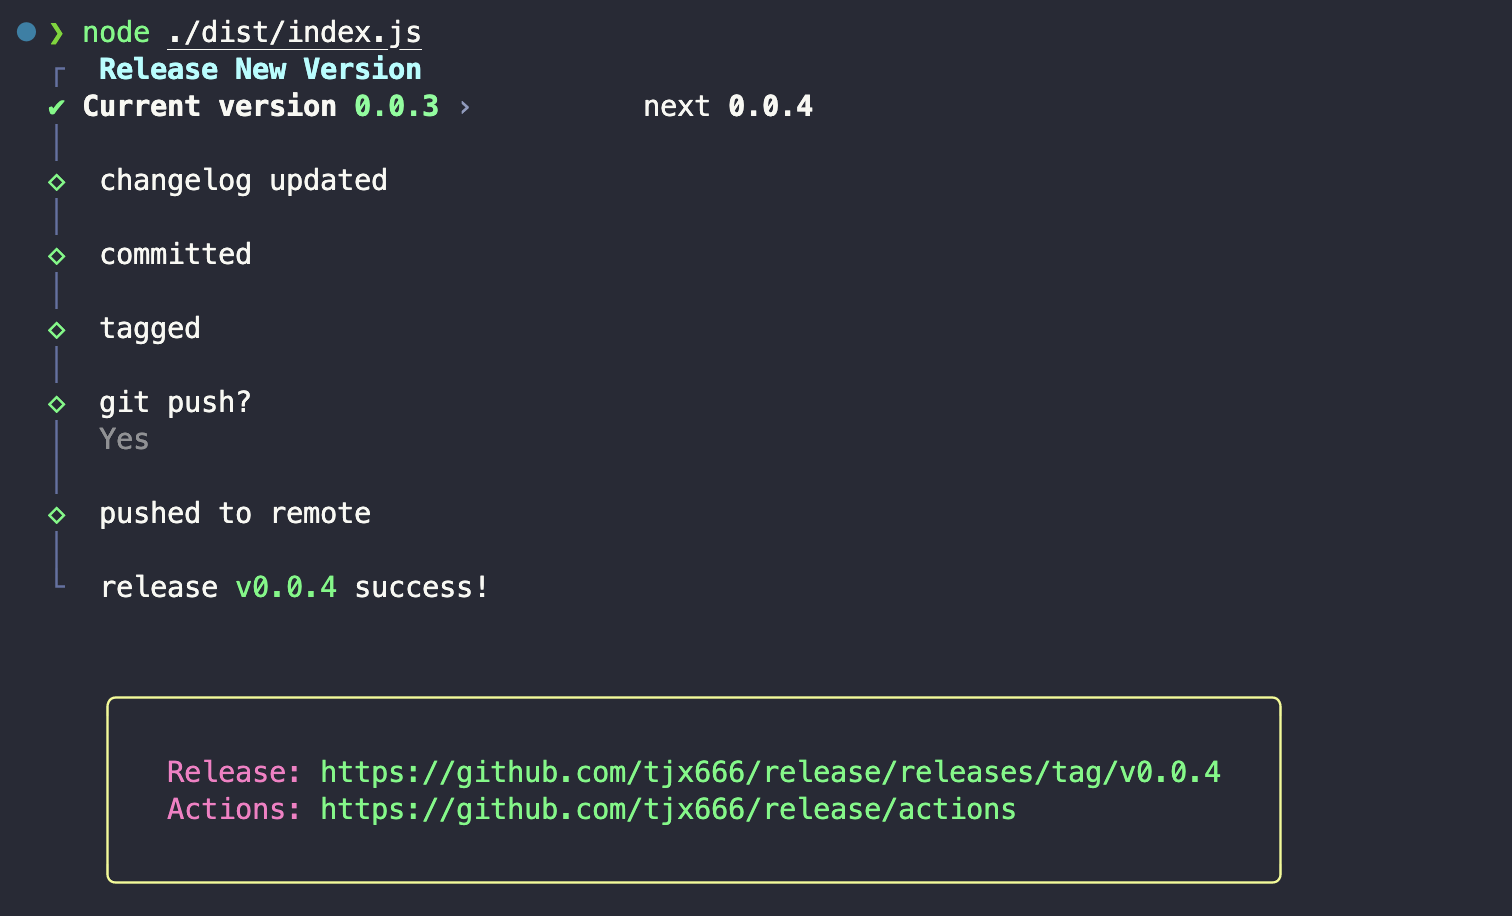 ❯ node ./dist/index.js
Release New Version
✔ Current version 0.0.3 › next 0.0.4
◇ changelog updated
◇ committed
◇ tagged
◇ git push?
Yes
◇ pushed to remote
release v0.0.4 success!
Release: https://github.com/tjx666/release/releases/tag/v0.0.4
Actions: https://github.com/tjx666/release/actions